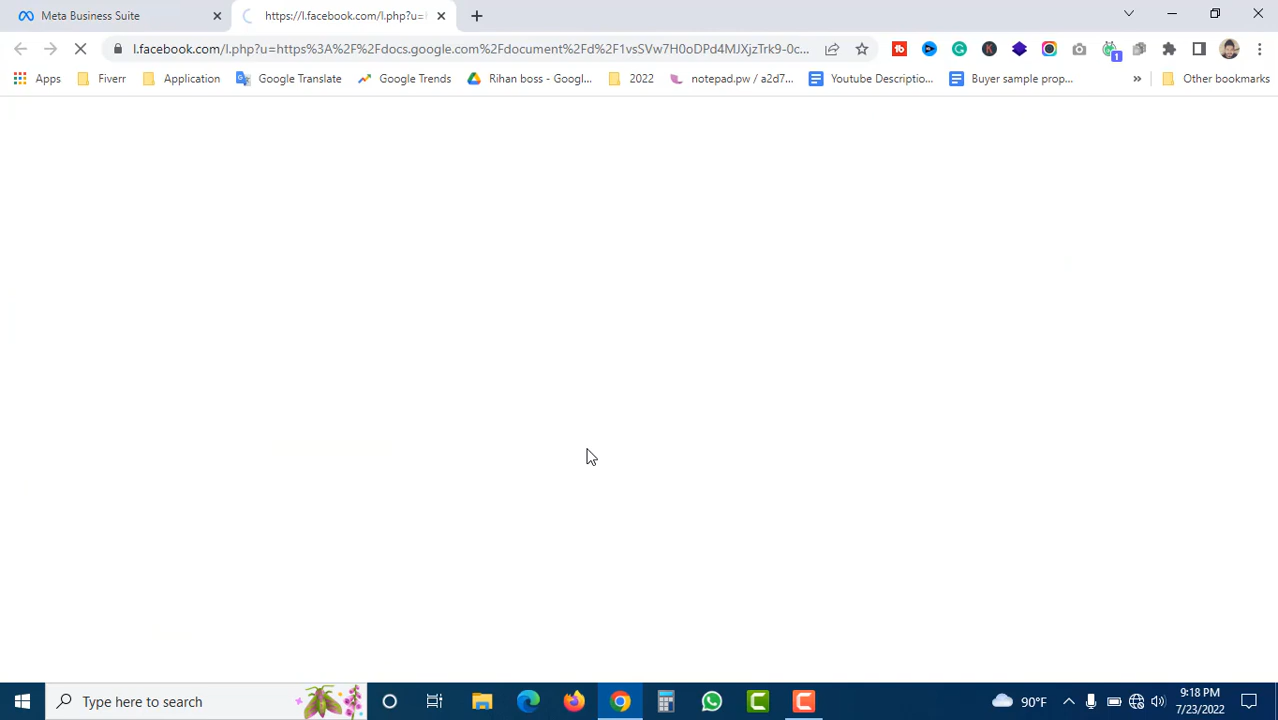 Meta Business Suite
https://l.facebook.com/l.php?u=
l.facebook.com/l.php?u=https%3A%2F%2Fdocs.google.com%2Fdocument%2Fd%2F1vsSVw7H0oDPd4MJXjzTrk9-0c...
Apps
Fiverr
Application
Google Translate
Google Trends
Rihan boss - Googl...
2022
notepad.pw / a2d7...
Youtube Descriptio...
Buyer sample prop...
»
Other bookmarks
1
Type here to search
90°F
9:18 PM
7/23/2022